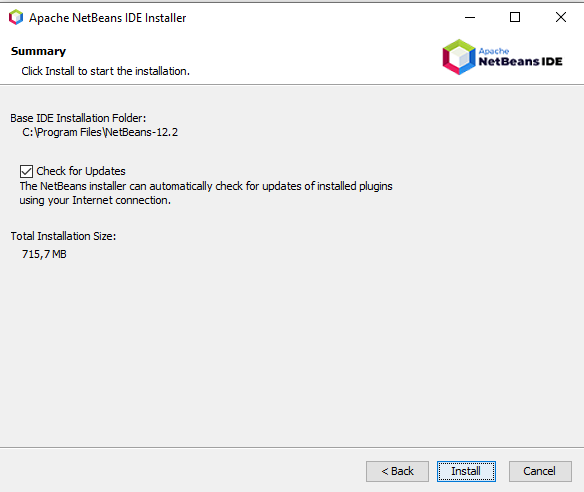 Apache NetBeans IDE Installer
Summary
Click Install to start the installation.
Apache
NetBeans IDE
Base IDE Installation Folder:
C:\Program Files\NetBeans-12.2
Check for Updates
The NetBeans installer can automatically check for updates of installed plugins
using your Internet connection.
Total Installation Size:
715,7 MB
< Back
Install
Cancel